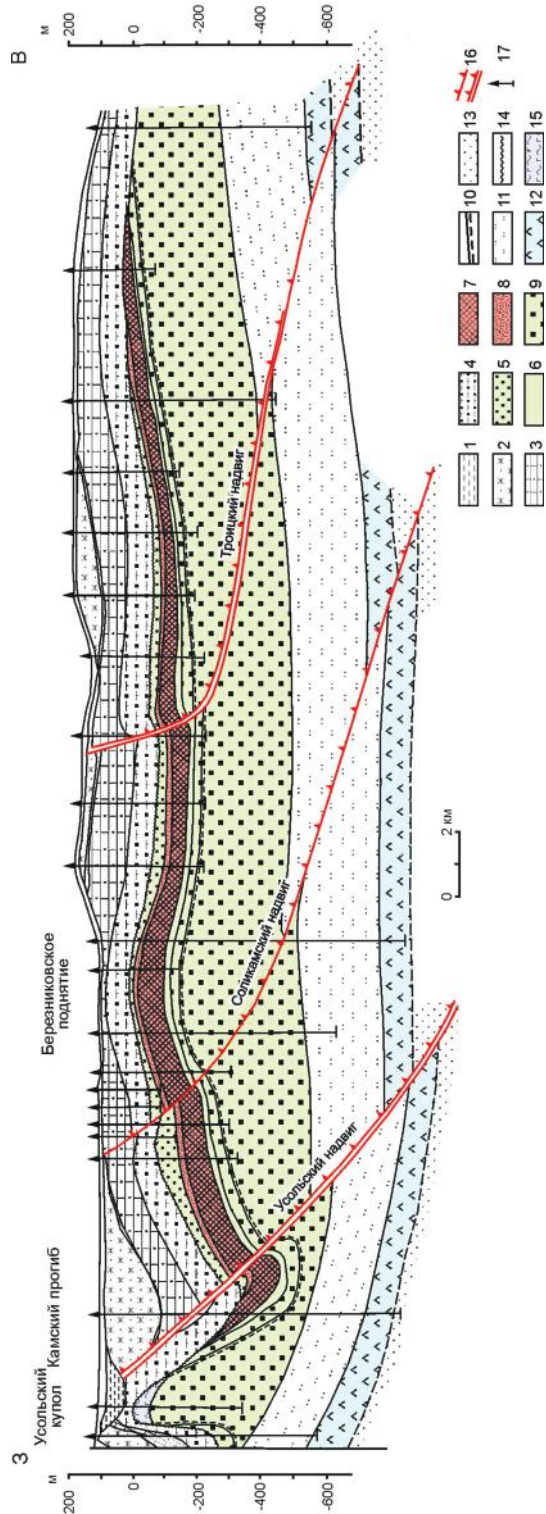 З
В
м
200
0
-200
-400
-600
м
200
0
-200
-400
-600
Усольский
купол
Камский прогиб
Березниковское
поднятие
Усольский надвиг
Соликамский надвиг
Троицкий надвиг
0 2 км
1
2
3
4
5
6
7
8
9
10
11
12
13
14
15
16
17